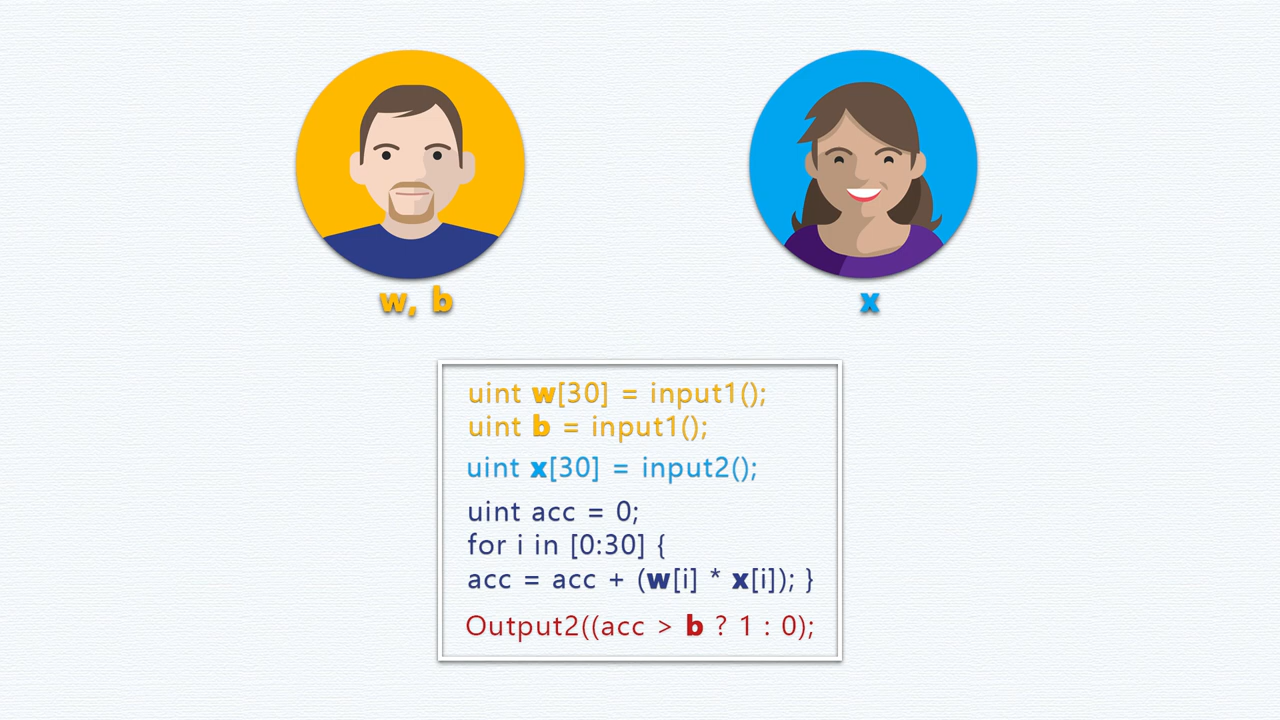 w, b
x
uint w[30] = input1();
uint b = input1();
uint x[30] = input2();
uint acc = 0;
for i in [0:30] {
acc = acc + (w[i] * x[i]); }
Output2((acc > b ? 1 : 0);